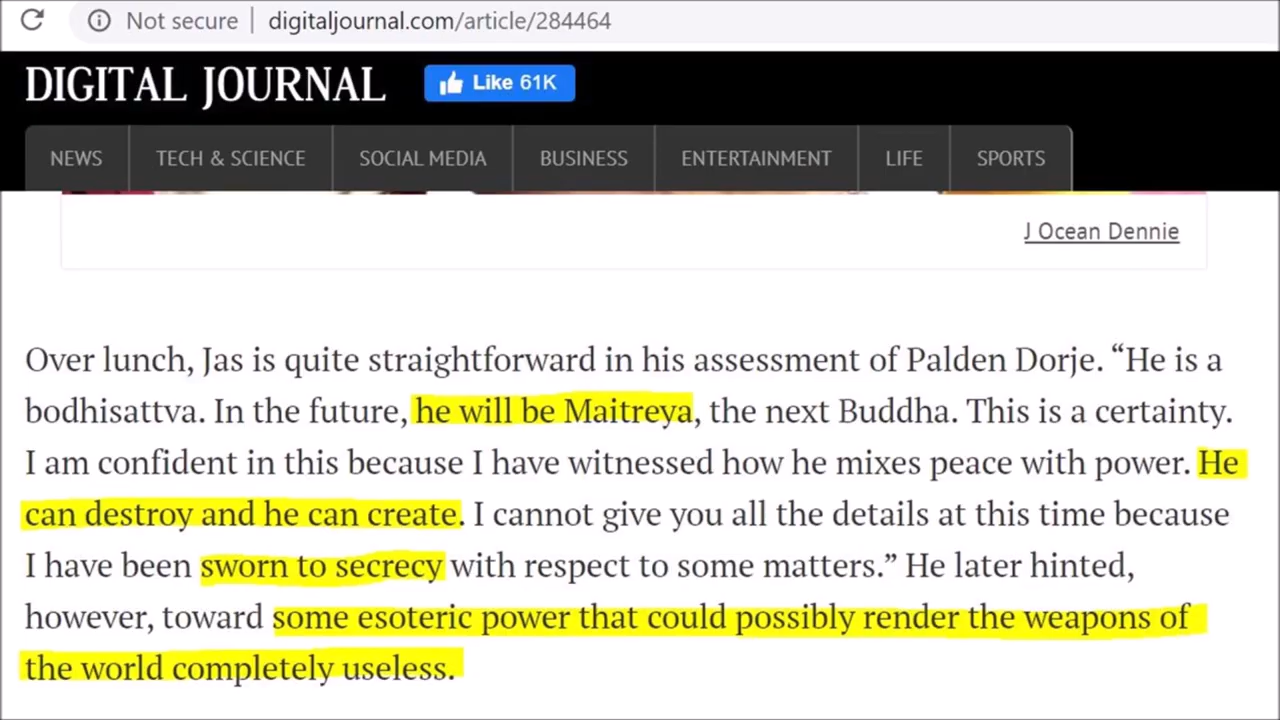 Not secure | digitaljournal.com/article/284464
DIGITAL JOURNAL Like 61K
NEWS TECH & SCIENCE SOCIAL MEDIA BUSINESS ENTERTAINMENT LIFE SPORTS
J Ocean Dennie
Over lunch, Jas is quite straightforward in his assessment of Palden Dorje. “He is a
bodhisattva. In the future, he will be Maitreya, the next Buddha. This is a certainty.
I am confident in this because I have witnessed how he mixes peace with power. He
can destroy and he can create. I cannot give you all the details at this time because
I have been sworn to secrecy with respect to some matters.” He later hinted,
however, toward some esoteric power that could possibly render the weapons of
the world completely useless.